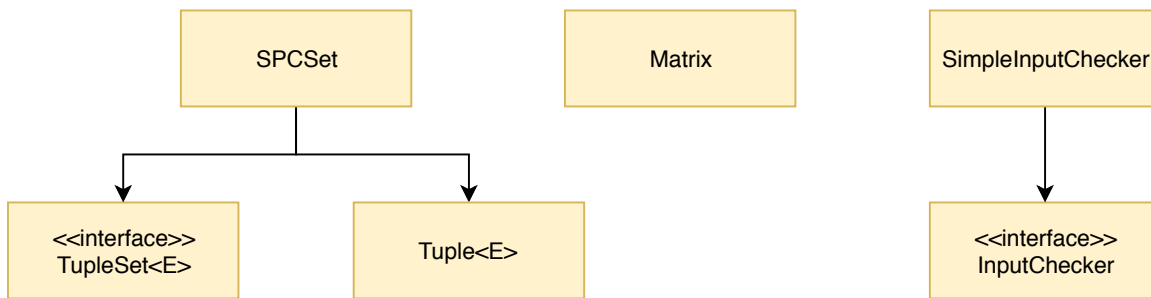 SPCSet
Matrix
SimpleInputChecker
<<interface>>
TupleSet<E>
Tuple<E>
<<interface>>
InputChecker